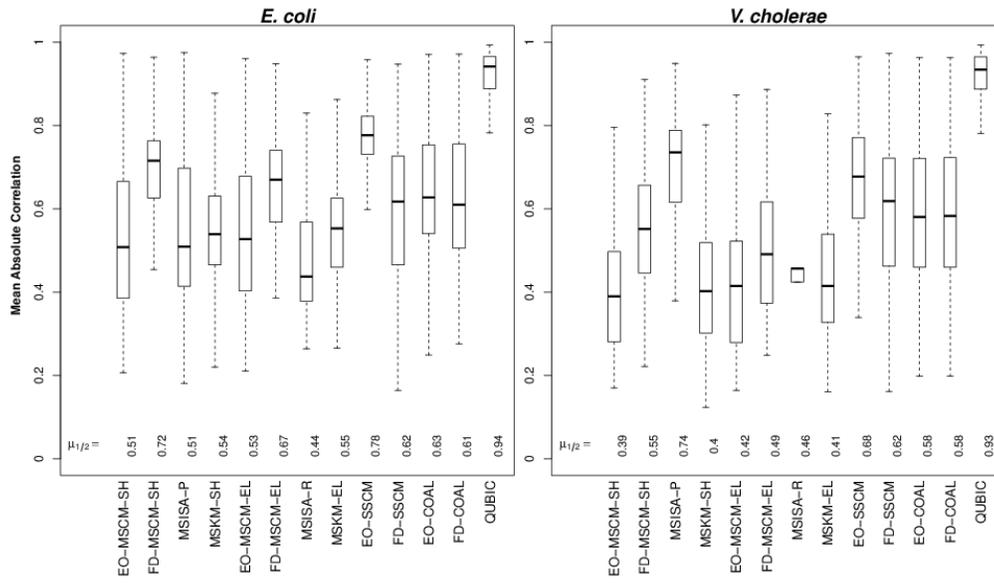 E. coli
V. cholerae
Mean Absolute Correlation
1
0.8
0.6
0.4
0.2
0
μ1/2 =
0.51
0.72
0.51
0.54
0.53
0.67
0.44
0.55
0.78
0.62
0.63
0.61
0.94
EO−MSCM−SH
FD−MSCM−SH
MSISA−P
MSKM−SH
EO−MSCM−EL
FD−MSCM−EL
MSISA−R
MSKM−EL
EO−SSCM
FD−SSCM
EO−COAL
FD−COAL
QUBIC
1
0.8
0.6
0.4
0.2
0
μ1/2 =
0.39
0.55
0.74
0.4
0.42
0.49
0.46
0.41
0.68
0.62
0.58
0.58
0.93
EO−MSCM−SH
FD−MSCM−SH
MSISA−P
MSKM−SH
EO−MSCM−EL
FD−MSCM−EL
MSISA−R
MSKM−EL
EO−SSCM
FD−SSCM
EO−COAL
FD−COAL
QUBIC